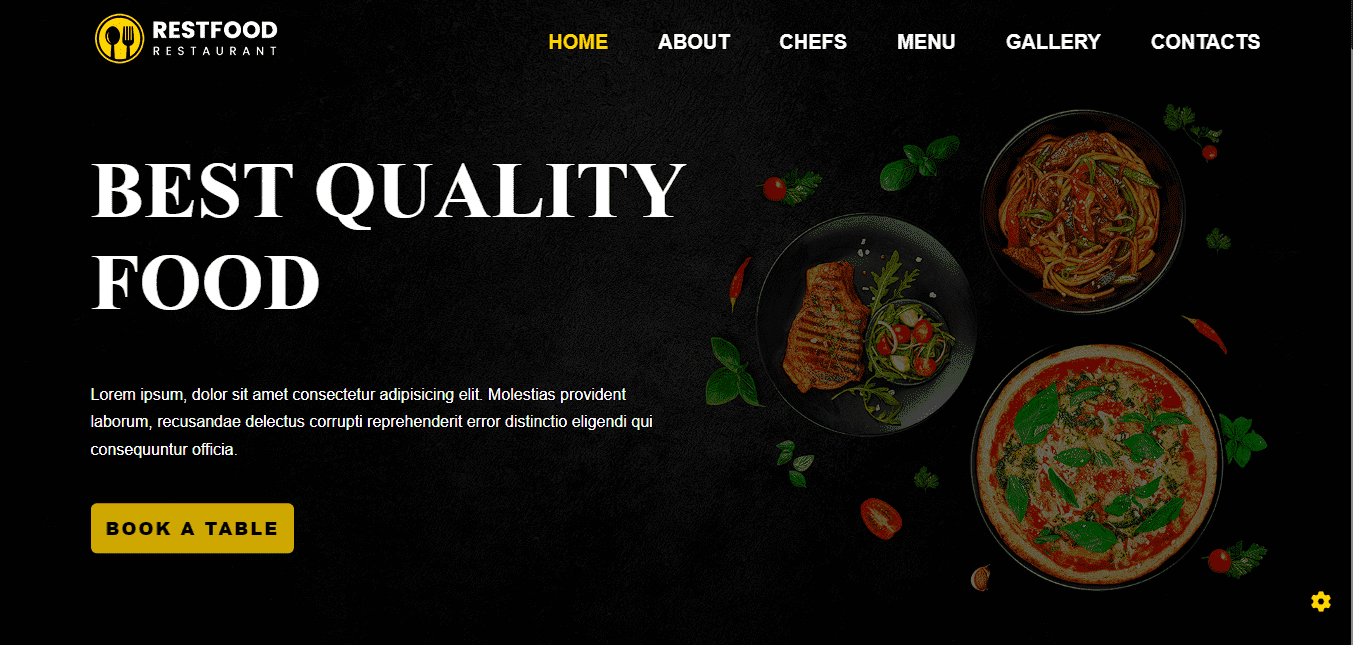 RESTFOOD
RESTAURANT
HOME ABOUT CHEFS MENU GALLERY CONTACTS
BEST QUALITY
FOOD
Lorem ipsum, dolor sit amet consectetur adipisicing elit. Molestias provident
laborum, recusandae delectus corrupti reprehenderit error distinctio eligendi qui
consequuntur officia.
BOOK A TABLE